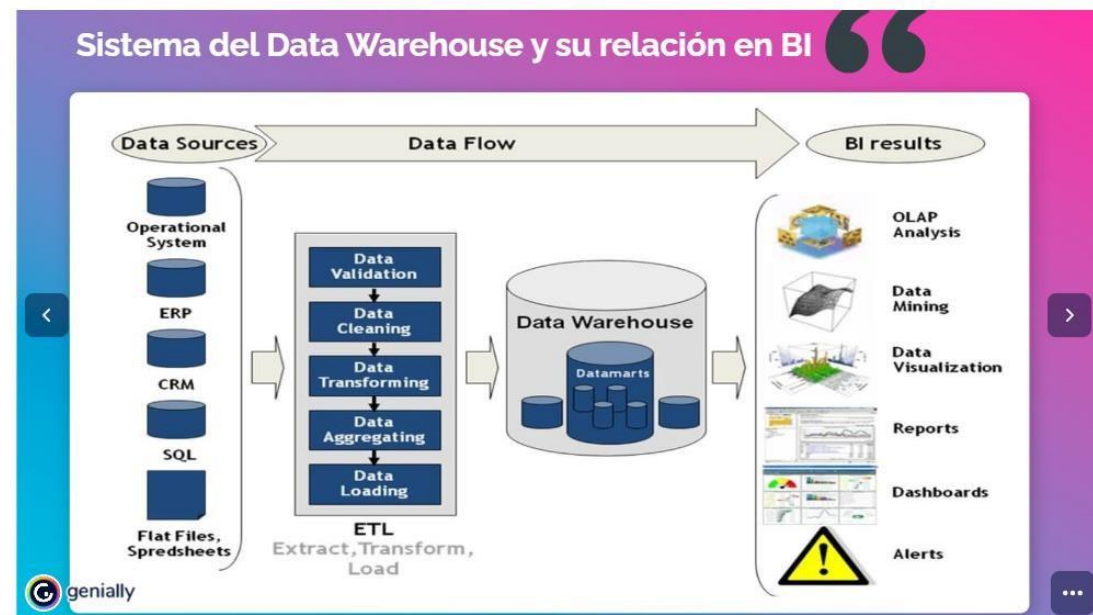 Sistema del Data Warehouse y su relación en BI
Data Sources
Data Flow
BI results
Operational
System
ERP
CRM
SQL
Flat Files,
Spredsheets
Data
Validation
Data
Cleaning
Data
Transforming
Data
Aggregating
Data
Loading
ETL
Extract,Transform,
Load
Data Warehouse
Datamarts
OLAP
Analysis
Data
Mining
Data
Visualization
Reports
Dashboards
Alerts
genially